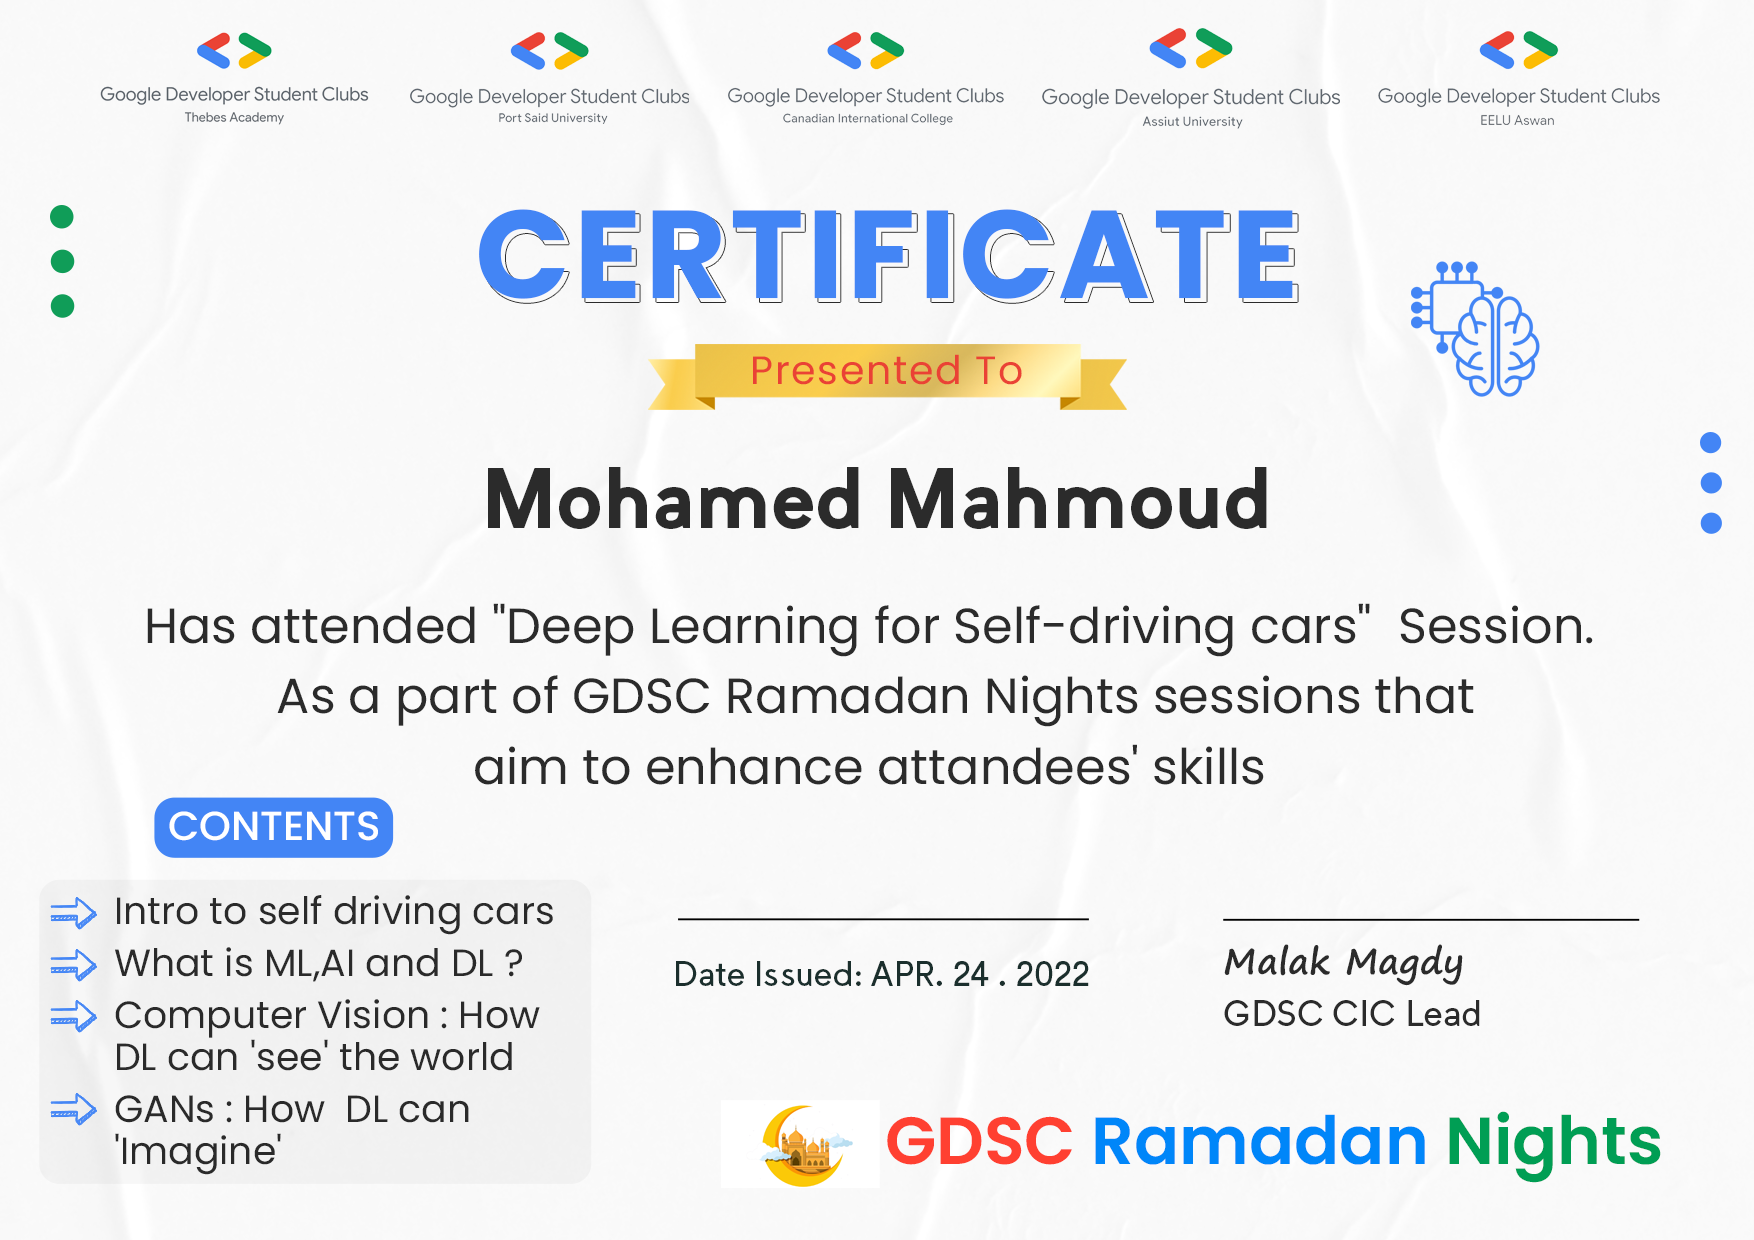 Google Developer Student Clubs
Thebes Academy
Google Developer Student Clubs
Port Said University
Google Developer Student Clubs
Canadian International College
Google Developer Student Clubs
Assiut University
Google Developer Student Clubs
EELU Aswan
CERTIFICATE
Presented To
Mohamed Mahmoud
Has attended "Deep Learning for Self-driving cars"  Session.
As a part of GDSC Ramadan Nights sessions that
aim to enhance attandees' skills
CONTENTS
Intro to self driving cars
What is ML,AI and DL ?
Computer Vision : How
DL can 'see' the world
GANs : How  DL can
'Imagine'
Date Issued: APR. 24 . 2022
Malak Magdy
GDSC CIC Lead
GDSC Ramadan Nights